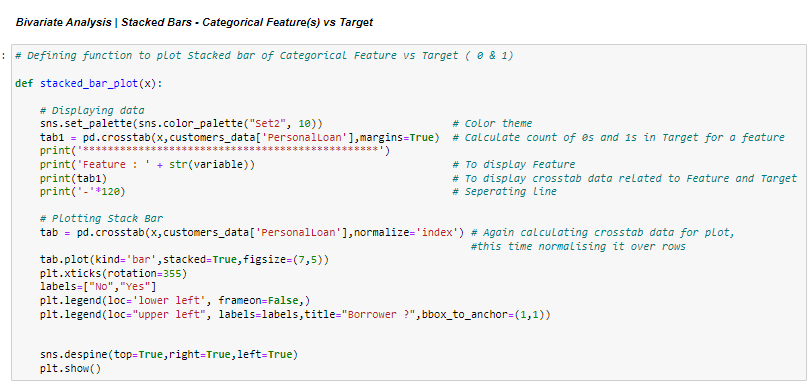 Bivariate Analysis | Stacked Bars - Categorical Feature(s) vs Target
: # Defining function to plot Stacked bar of Categorical Feature vs Target ( 0 & 1)
def stacked_bar_plot(x):
# Displaying data
sns.set_palette(sns.color_palette("Set2", 10)) # Color theme
tab1 = pd.crosstab(x,customers_data['PersonalLoan'],margins=True) # Calculate count of 0s and 1s in Target for a feature
print('************************************************')
print('Feature : ' + str(variable)) # To display Feature
print(tab1) # To display crosstab data related to Feature and Target
print('-'*120) # Seperating Line
# Plotting Stack Bar
tab = pd.crosstab(x,customers_data['PersonalLoan'],normalize='index') # Again calculating crosstab data for plot,
#this time normalising it over rows
tab.plot(kind='bar',stacked=True,figsize=(7,5))
plt.xticks(rotation=355)
labels=["No","Yes"]
plt.legend(loc='lower left', frameon=False,)
plt.legend(loc="upper left", labels=labels,title="Borrower ?",bbox_to_anchor=(1,1))
sns.despine(top=True,right=True,left=True)
plt.show()